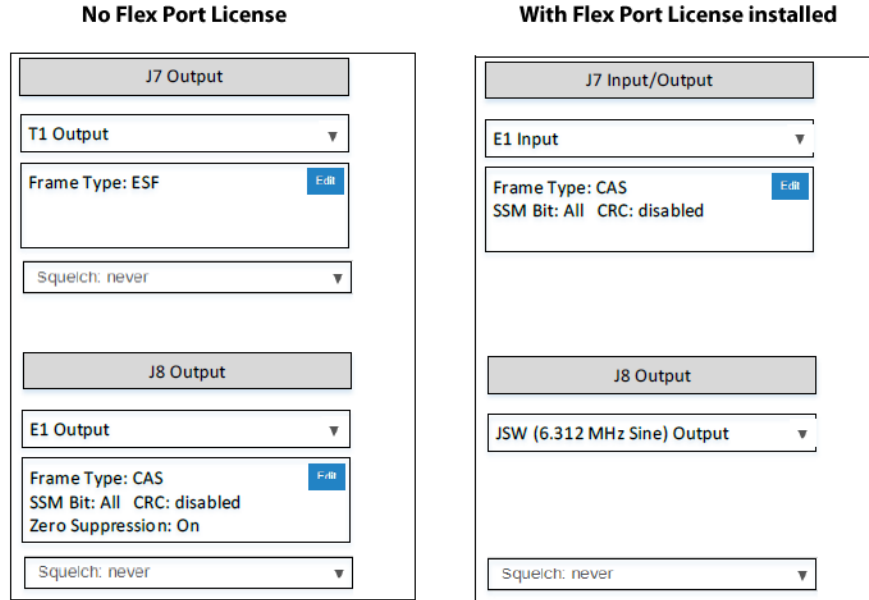 No Flex Port License
J7 Output
T1 Output
Frame Type: ESF
Edit
Squelch: never
J8 Output
E1 Output
Frame Type: CAS
Edit
SSM Bit: All CRC: disabled
Zero Suppression: On
Squelch: never
With Flex Port License installed
J7 Input/Output
E1 Input
Frame Type: CAS
Edit
SSM Bit: All CRC: disabled
J8 Output
JSW (6.312 MHz Sine) Output
Squelch: never